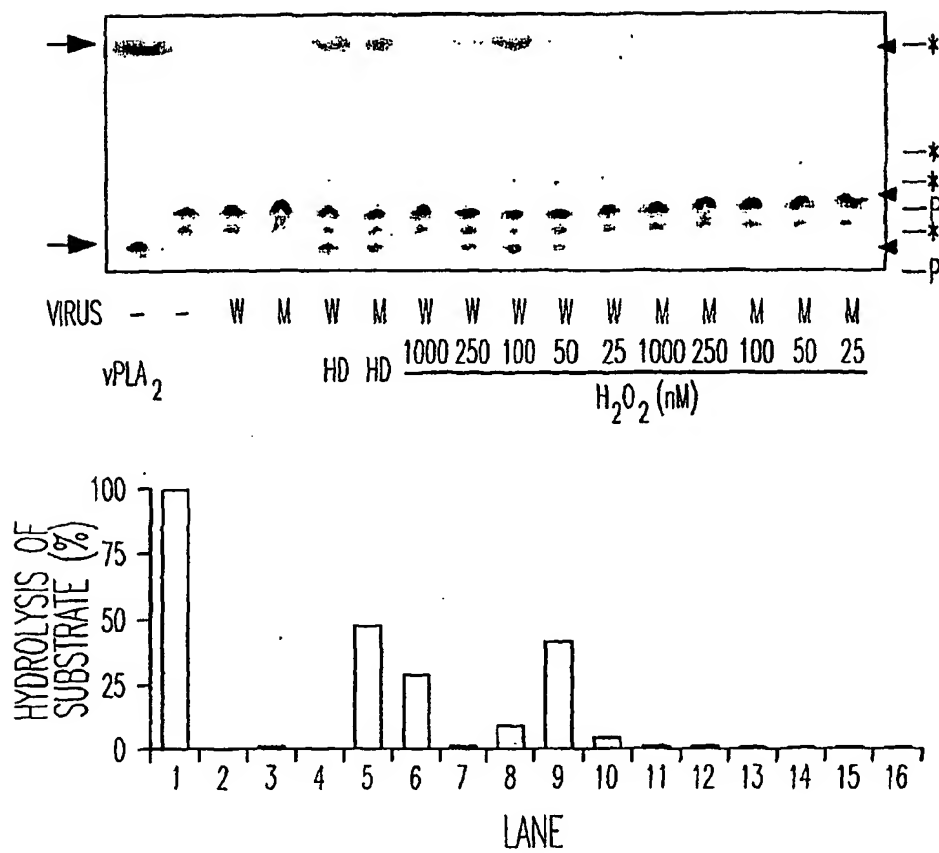 *
*
*
P
*
P
VIRUS - - W M W M W W W W W M M M M M
vPLA2 HD HD 1000 250 100 50 25 1000 250 100 50 25
H2O2 (nM)
HYDROLYSIS OF
SUBSTRATE (%)
100
75
50
25
0
1 2 3 4 5 6 7 8 9 10 11 12 13 14 15 16
LANE